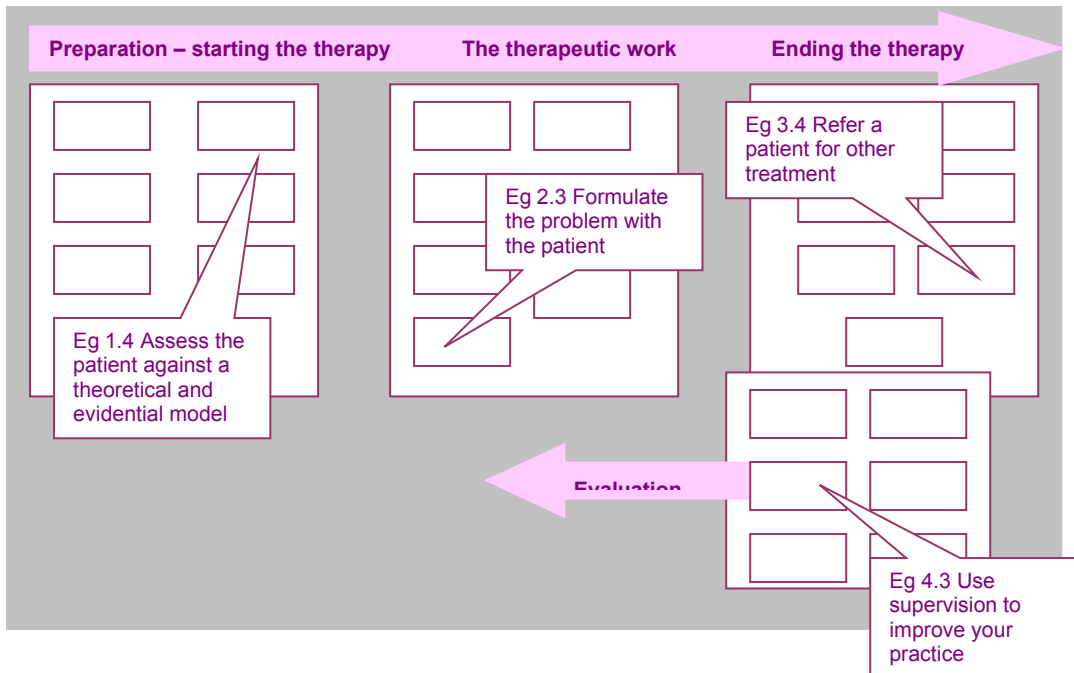 Preparation – starting the therapy
The therapeutic work
Ending the therapy
Eg 3.4 Refer a
patient for other
treatment
Eg 2.3 Formulate
the problem with
the patient
Eg 1.4 Assess the
patient against a
theoretical and
evidential model
Evaluation
Eg 4.3 Use
supervision to
improve your
practice